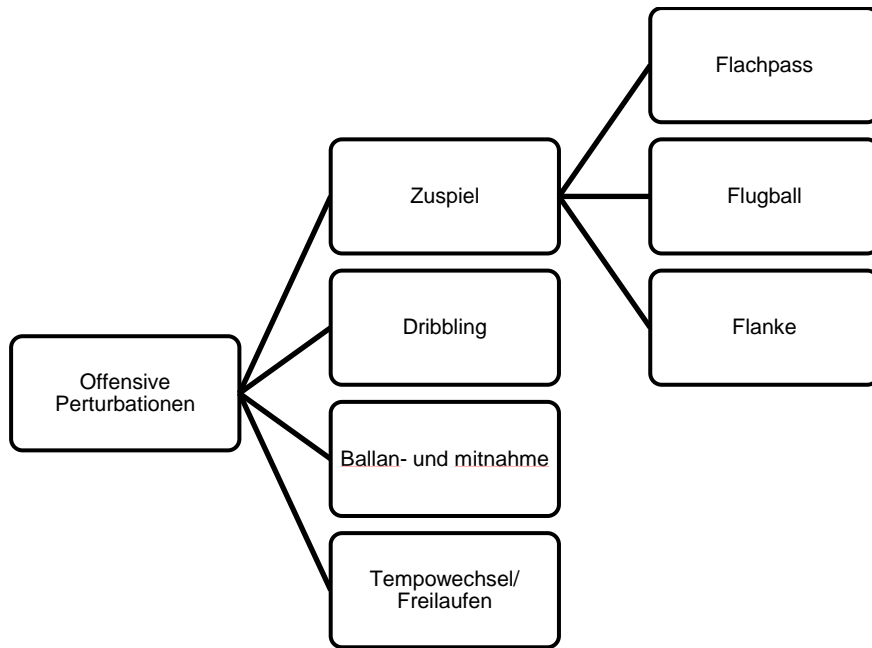 Flachpass
Zuspiel
Flugball
Dribbling
Flanke
Offensive
Perturbationen
Ballan- und mitnahme
Tempowechsel/
Freilaufen